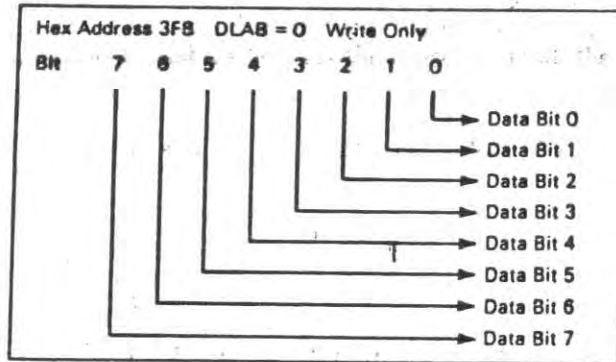 Hex Address 3F8 DLAB = 0 Write Only
Bit 7 6 5 4 3 2 1 0
Data Bit 0
Data Bit 1
Data Bit 2
Data Bit 3
Data Bit 4
Data Bit 5
Data Bit 6
Data Bit 7